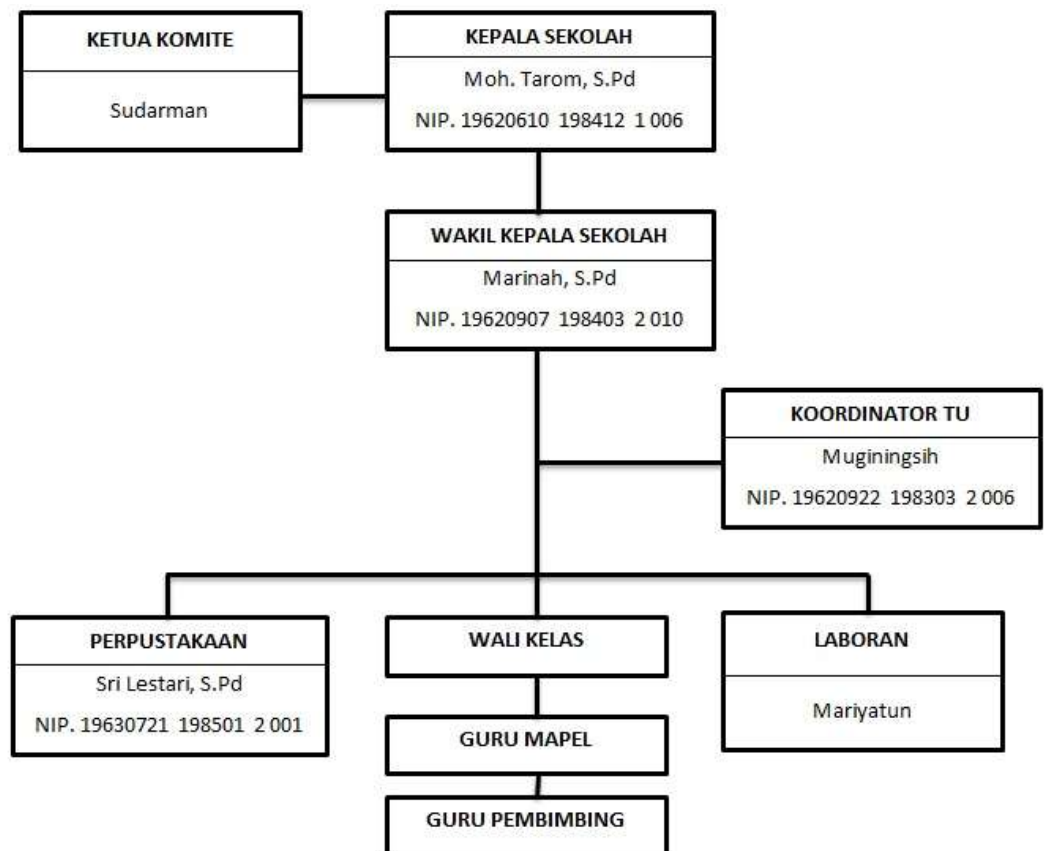 KETUA KOMITE
Sudarman
KEPALA SEKOLAH
Moh. Tarom, S.Pd
NIP. 19620610 198412 1 006
WAKIL KEPALA SEKOLAH
Marinah, S.Pd
NIP. 19620907 198403 2 010
KOORDINATOR TU
Muginingsih
NIP. 19620922 198303 2 006
PERPUSTAKAAN
Sri Lestari, S.Pd
NIP. 19630721 198501 2 001
WALI KELAS
GURU MAPEL
GURU PEMBIMBING
LABORAN
Mariyatun